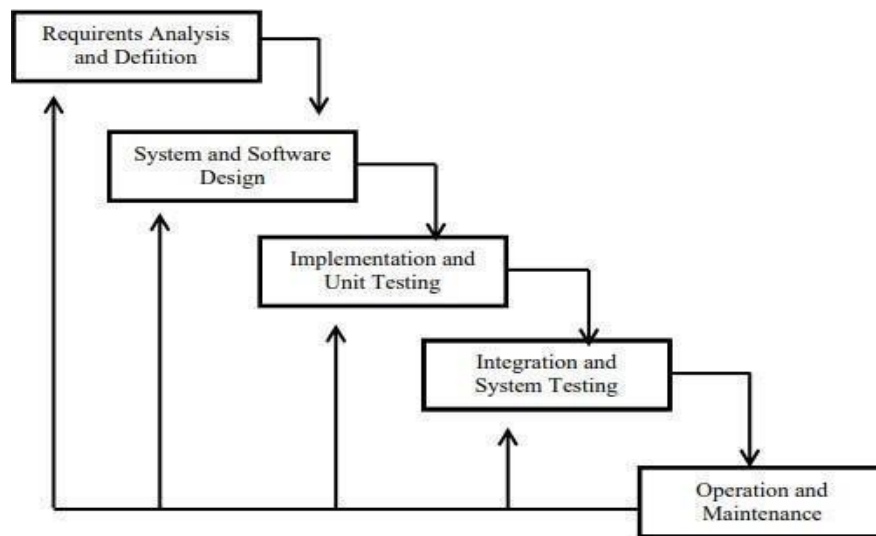 Requirents Analysis
and Defiition
System and Software
Design
Implementation and
Unit Testing
Integration and
System Testing
Operation and
Maintenance